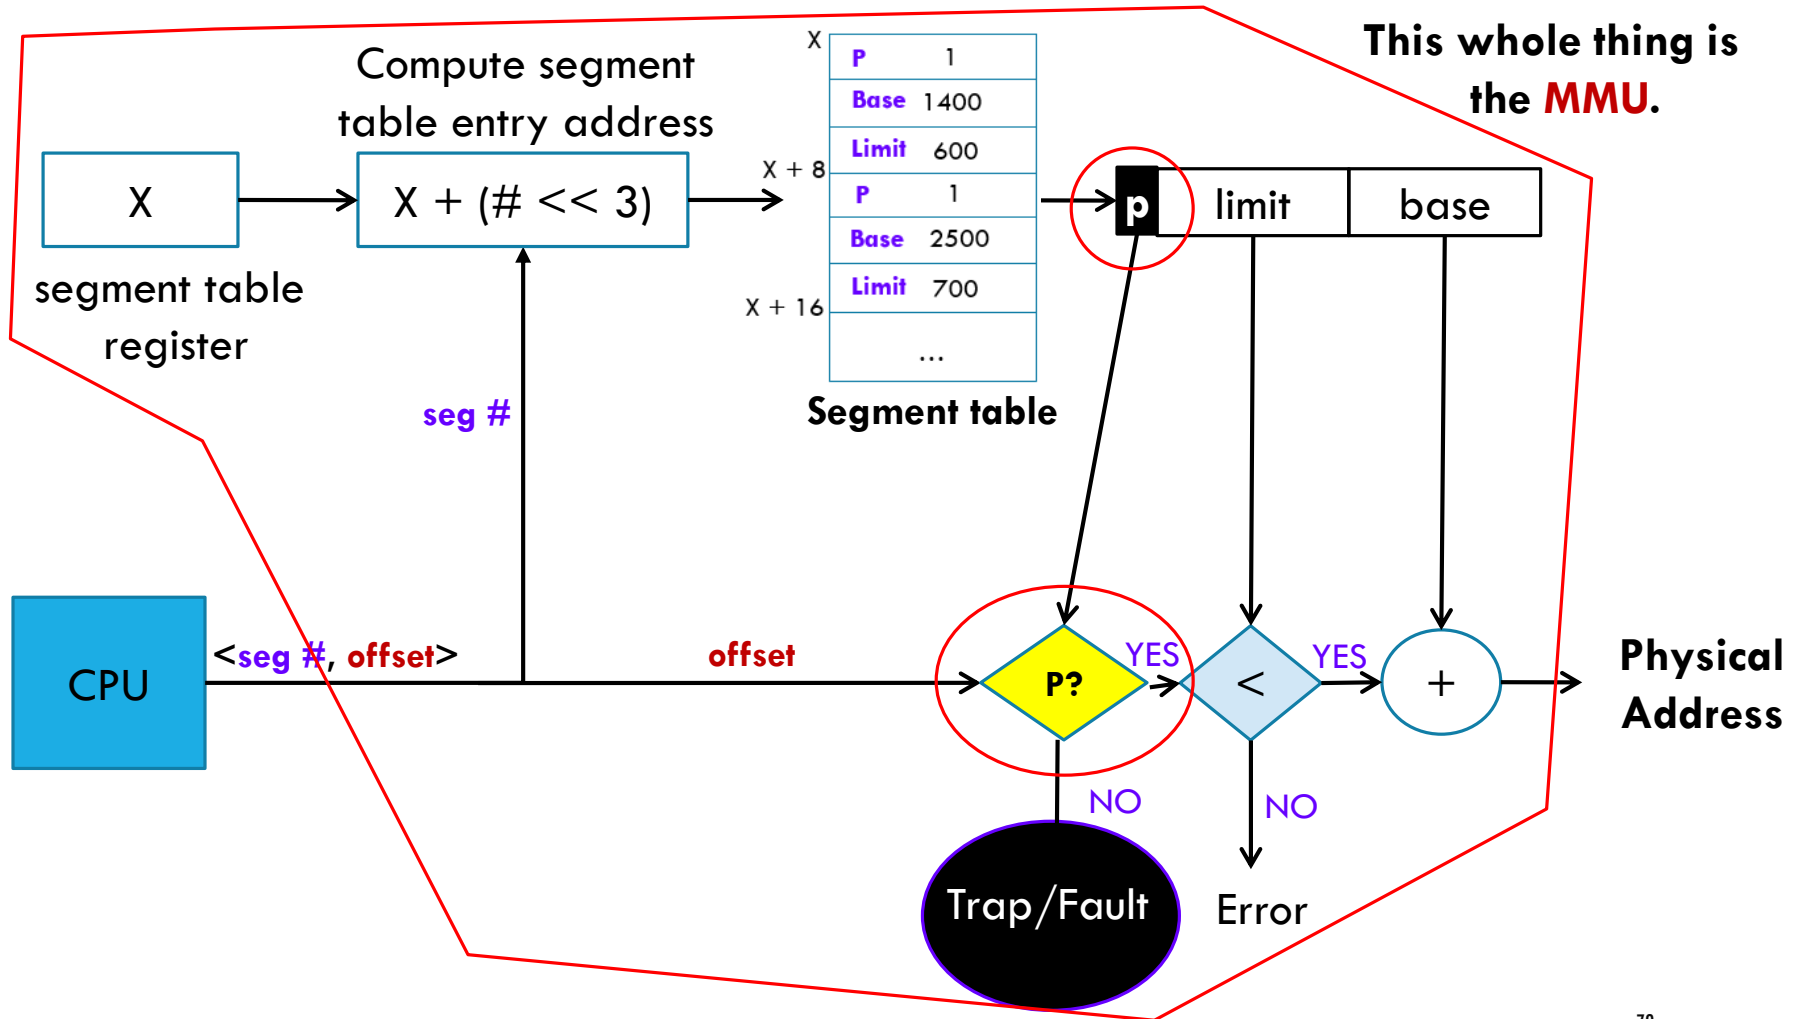 This whole thing is
the MMU.
Compute segment
table entry address
X
X + (# << 3)
segment table
register
X
P 1
Base 1400
Limit 600
X + 8
P 1
Base 2500
Limit 700
X + 16
...
Segment table
p limit base
seg #
CPU
<seg #, offset>
offset
P?
YES
<
YES
+
Physical
Address
NO
NO
Trap/Fault
Error